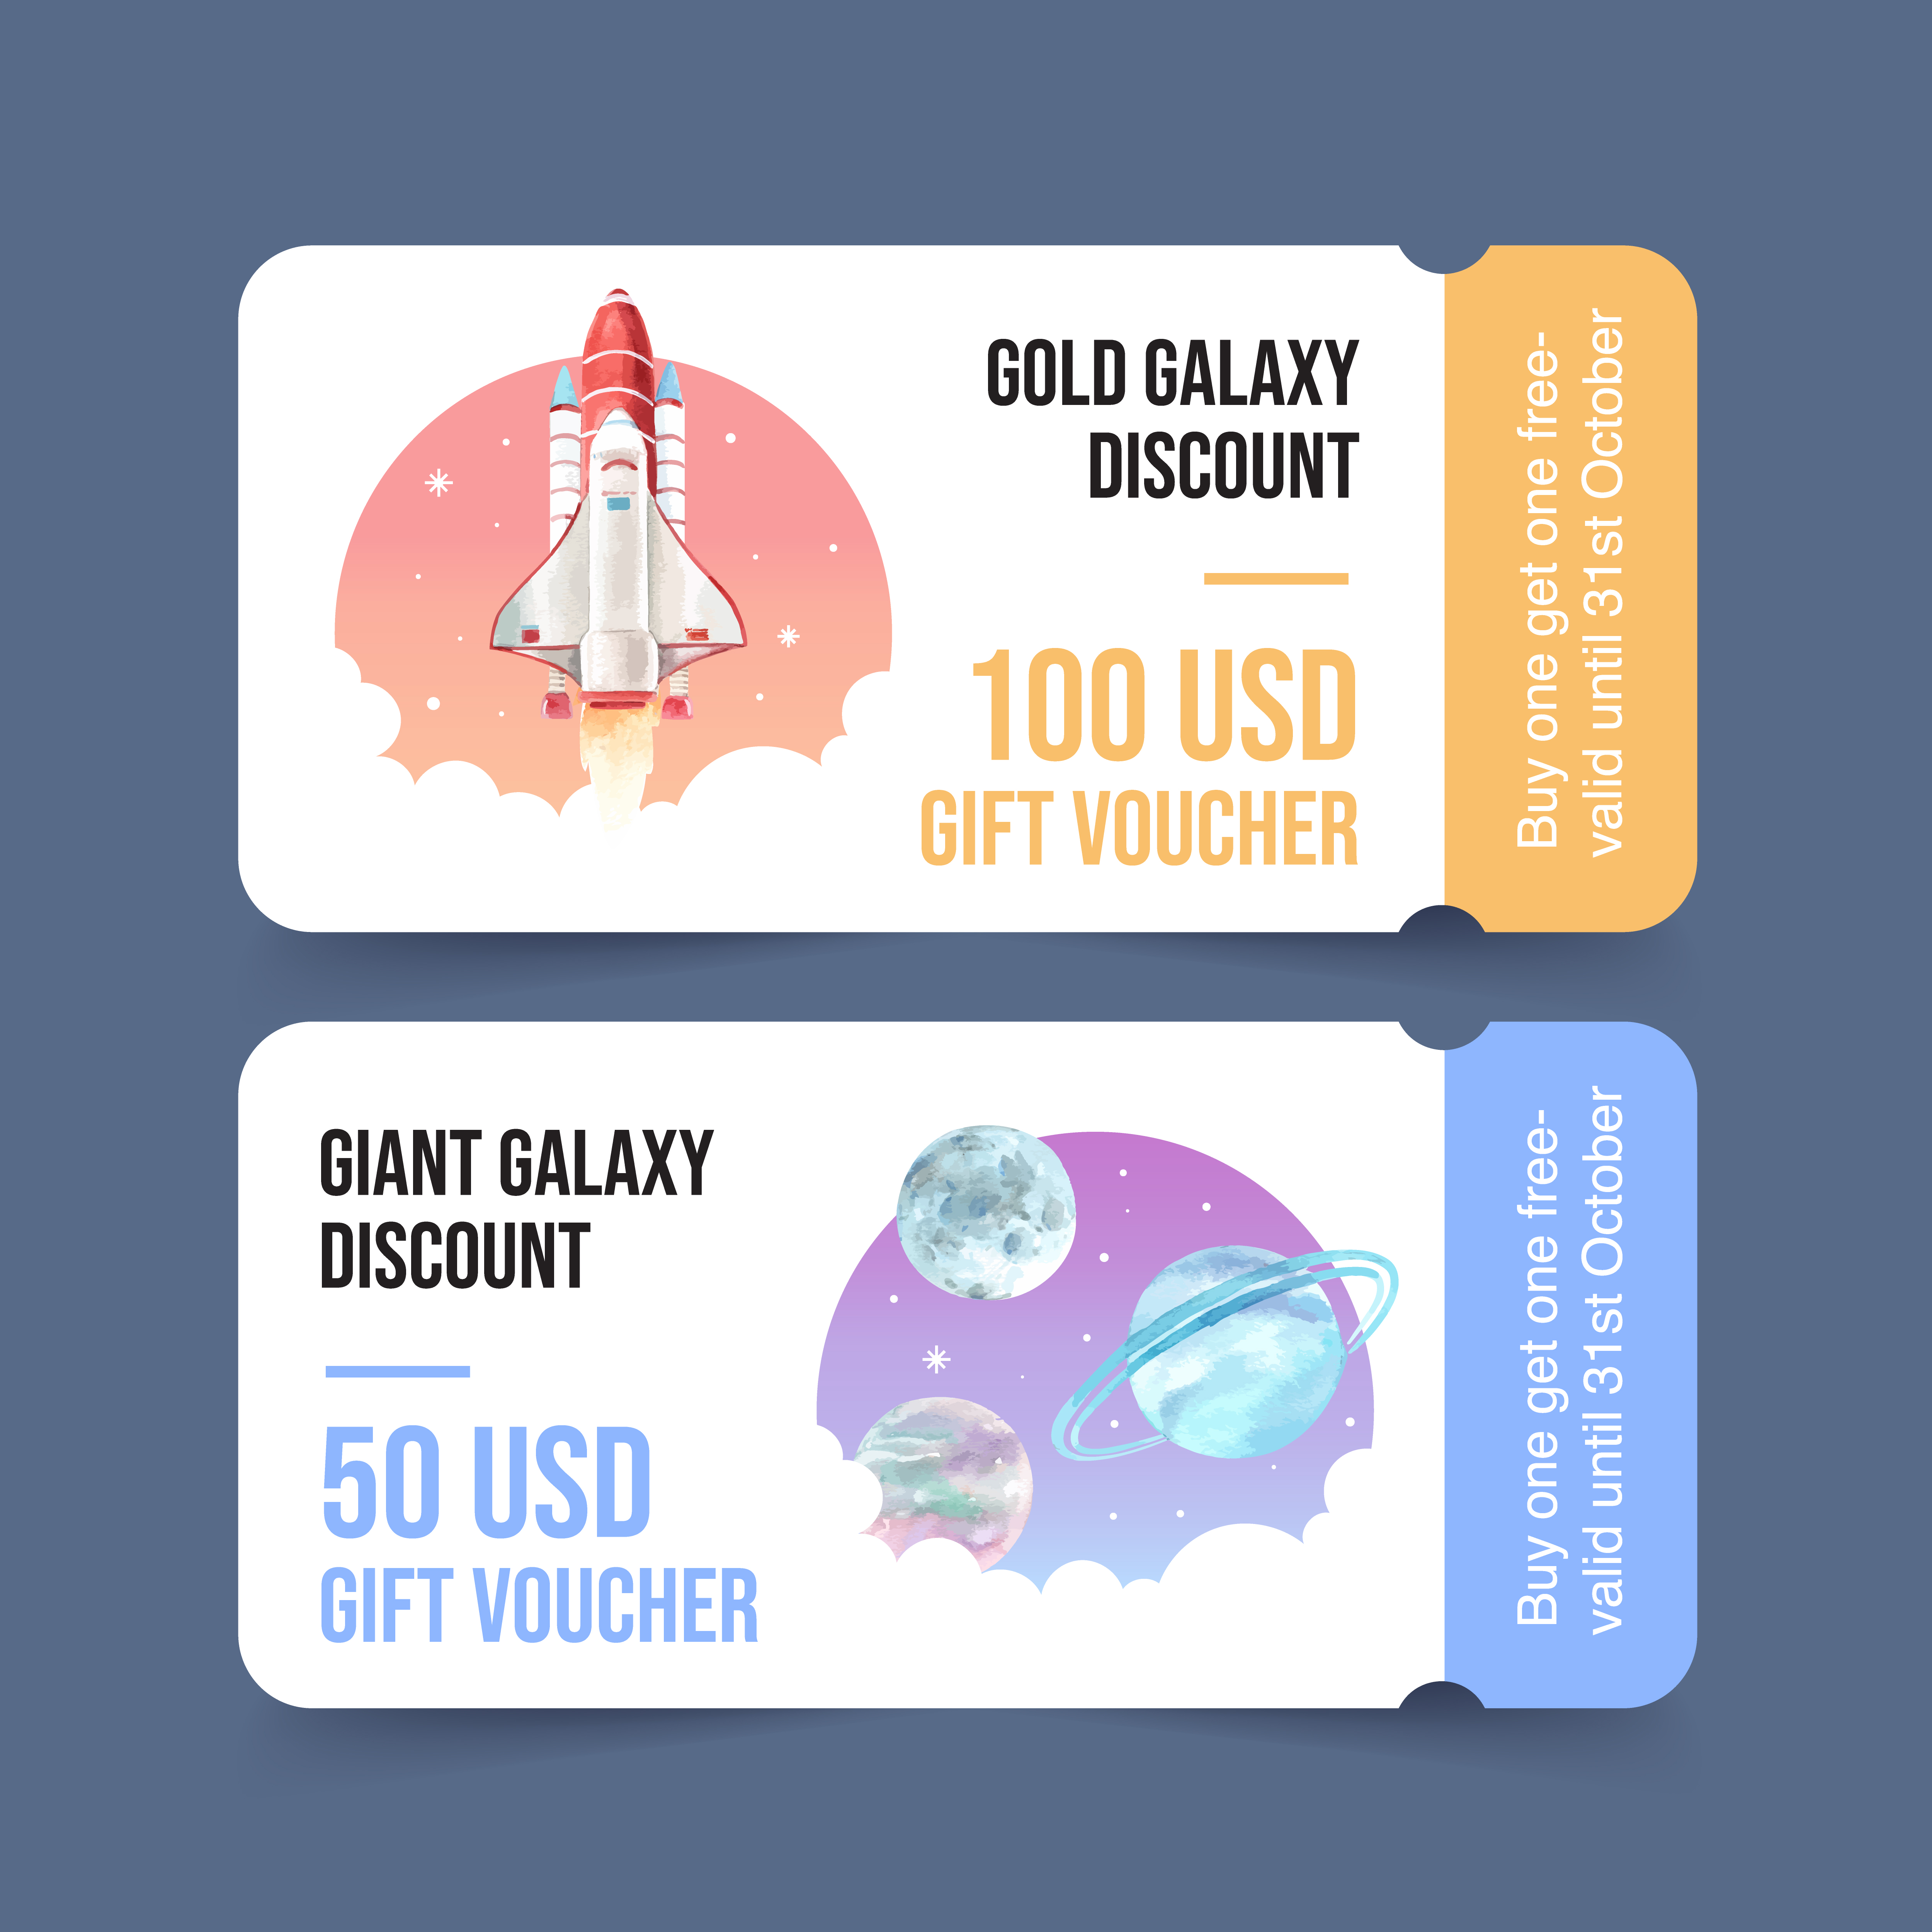 GOLD GALAXY
DISCOUNT
100 USD
GIFT VOUCHER
Buy one get one free-
valid until 31st October
GIANT GALAXY
DISCOUNT
50 USD
GIFT VOUCHER
Buy one get one free-
valid until 31st October